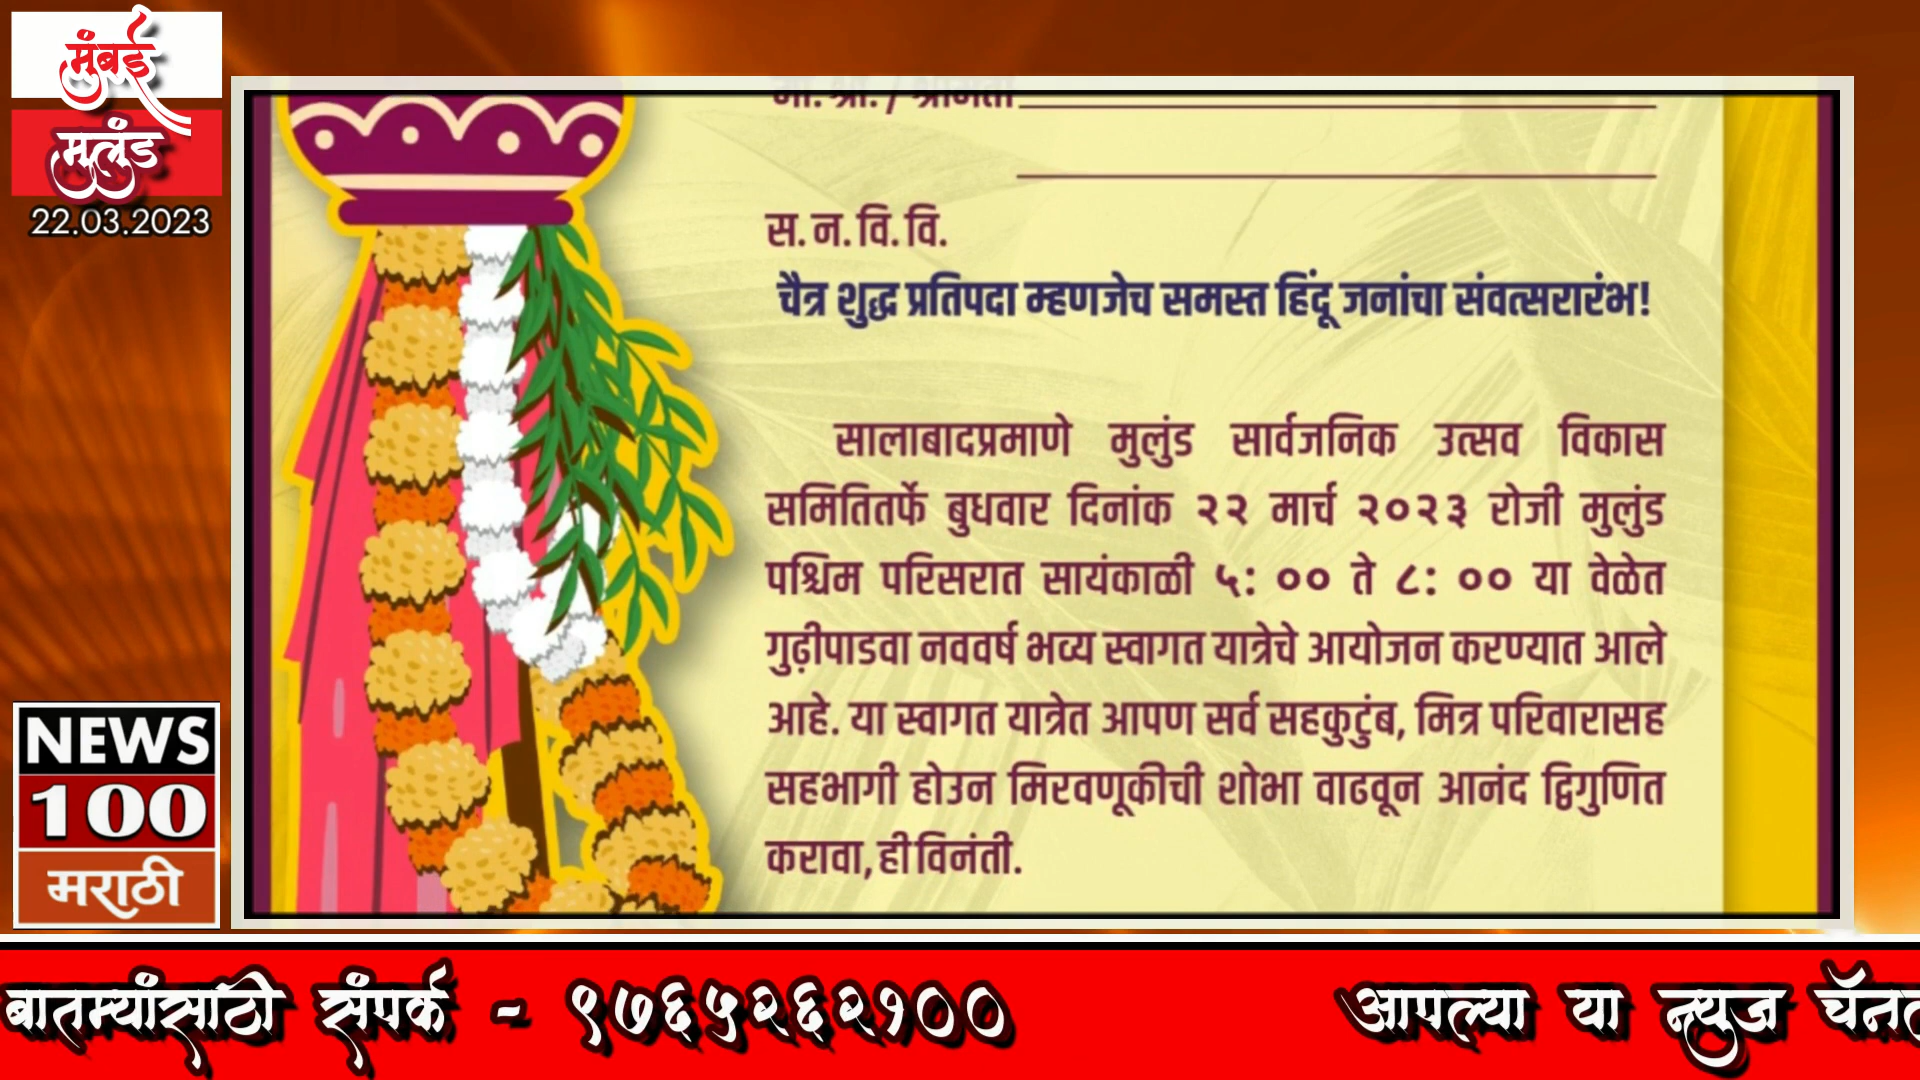 मुंबई
मुलुंड
22.03.2023
मा. श्री. / श्रीमती
स. न. वि. वि.
चैत्र शुद्ध प्रतिपदा म्हणजेच समस्त हिंदू जनांचा संवत्सरारंभ!
सालाबादप्रमाणे मुलुंड सार्वजनिक उत्सव विकास
समितितर्फे बुधवार दिनांक २२ मार्च २०२३ रोजी मुलुंड
पश्चिम परिसरात सायंकाळी ५: ०० ते ८: ०० या वेळेत
गुढ़ीपाडवा नववर्ष भव्य स्वागत यात्रेचे आयोजन करण्यात आले
आहे. या स्वागत यात्रेत आपण सर्व सहकुटुंब, मित्र परिवारासह
सहभागी होउन मिरवणूकीची शोभा वाढवून आनंद द्विगुणित
करावा, ही विनंती.
NEWS
100
मराठी
बातम्यांसाठी संपर्क - ९७६५२६२१०० आपल्या या न्युज